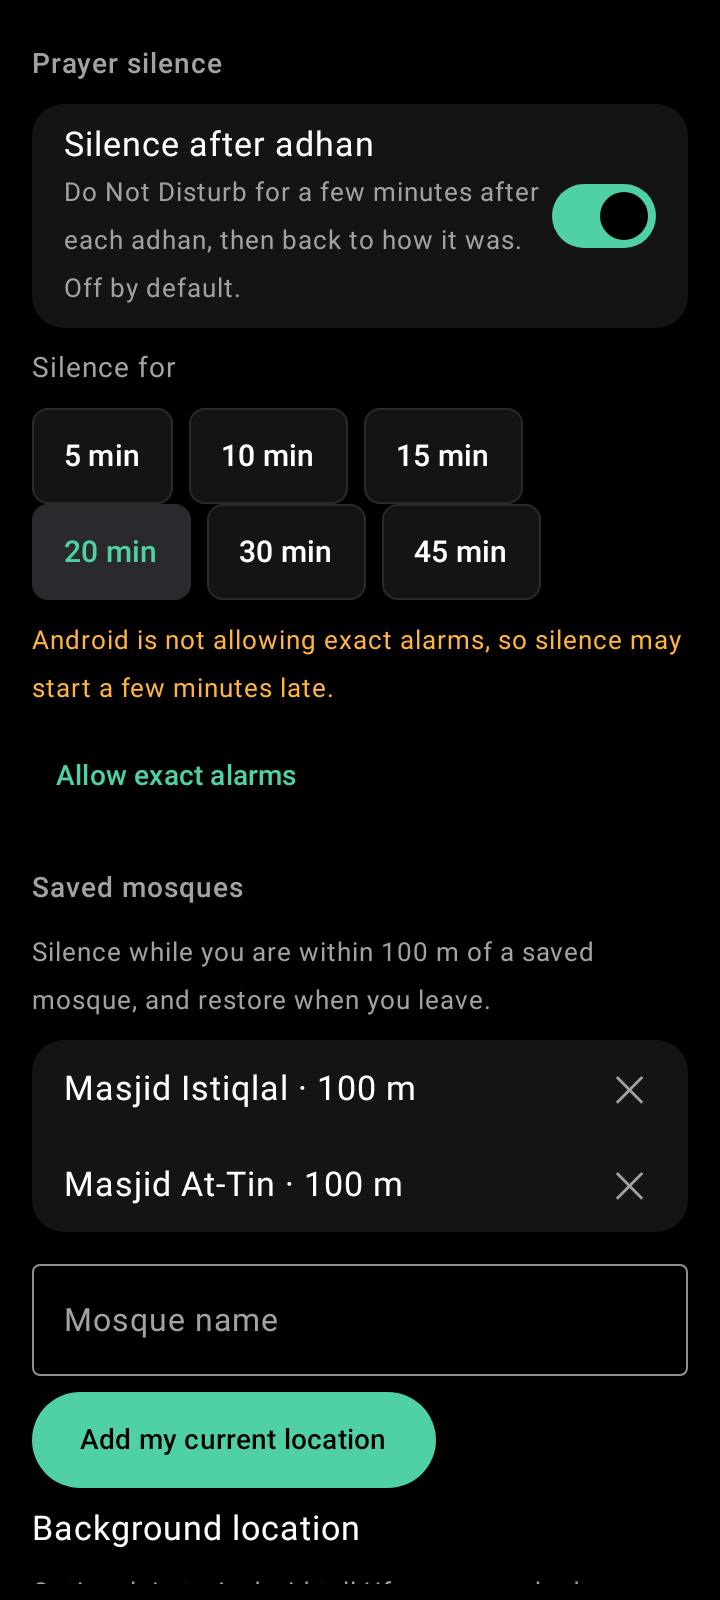 Prayer silence
Silence after adhan
Do Not Disturb for a few minutes after
each adhan, then back to how it was.
Off by default.
Silence for
5 min 10 min 15 min
20 min 30 min 45 min
Android is not allowing exact alarms, so silence may
start a few minutes late.
Allow exact alarms
Saved mosques
Silence while you are within 100 m of a saved
mosque, and restore when you leave.
Masjid Istiqlal · 100 m
Masjid At-Tin · 100 m
Mosque name
Add my current location
Background location